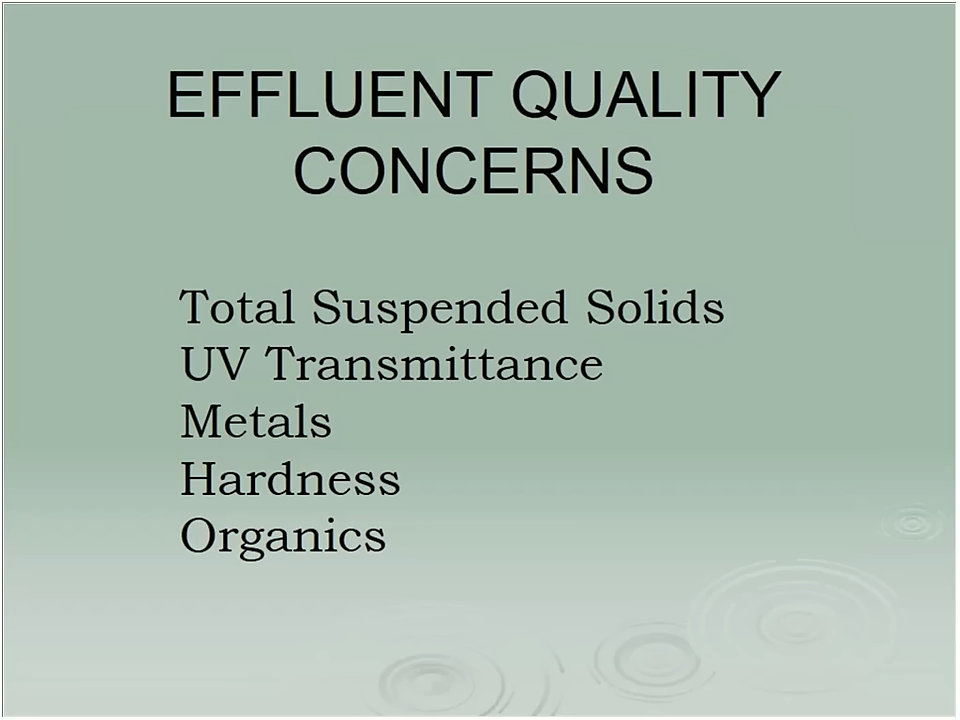 EFFLUENT QUALITY
CONCERNS
Total Suspended Solids
UV Transmittance
Metals
Hardness
Organics